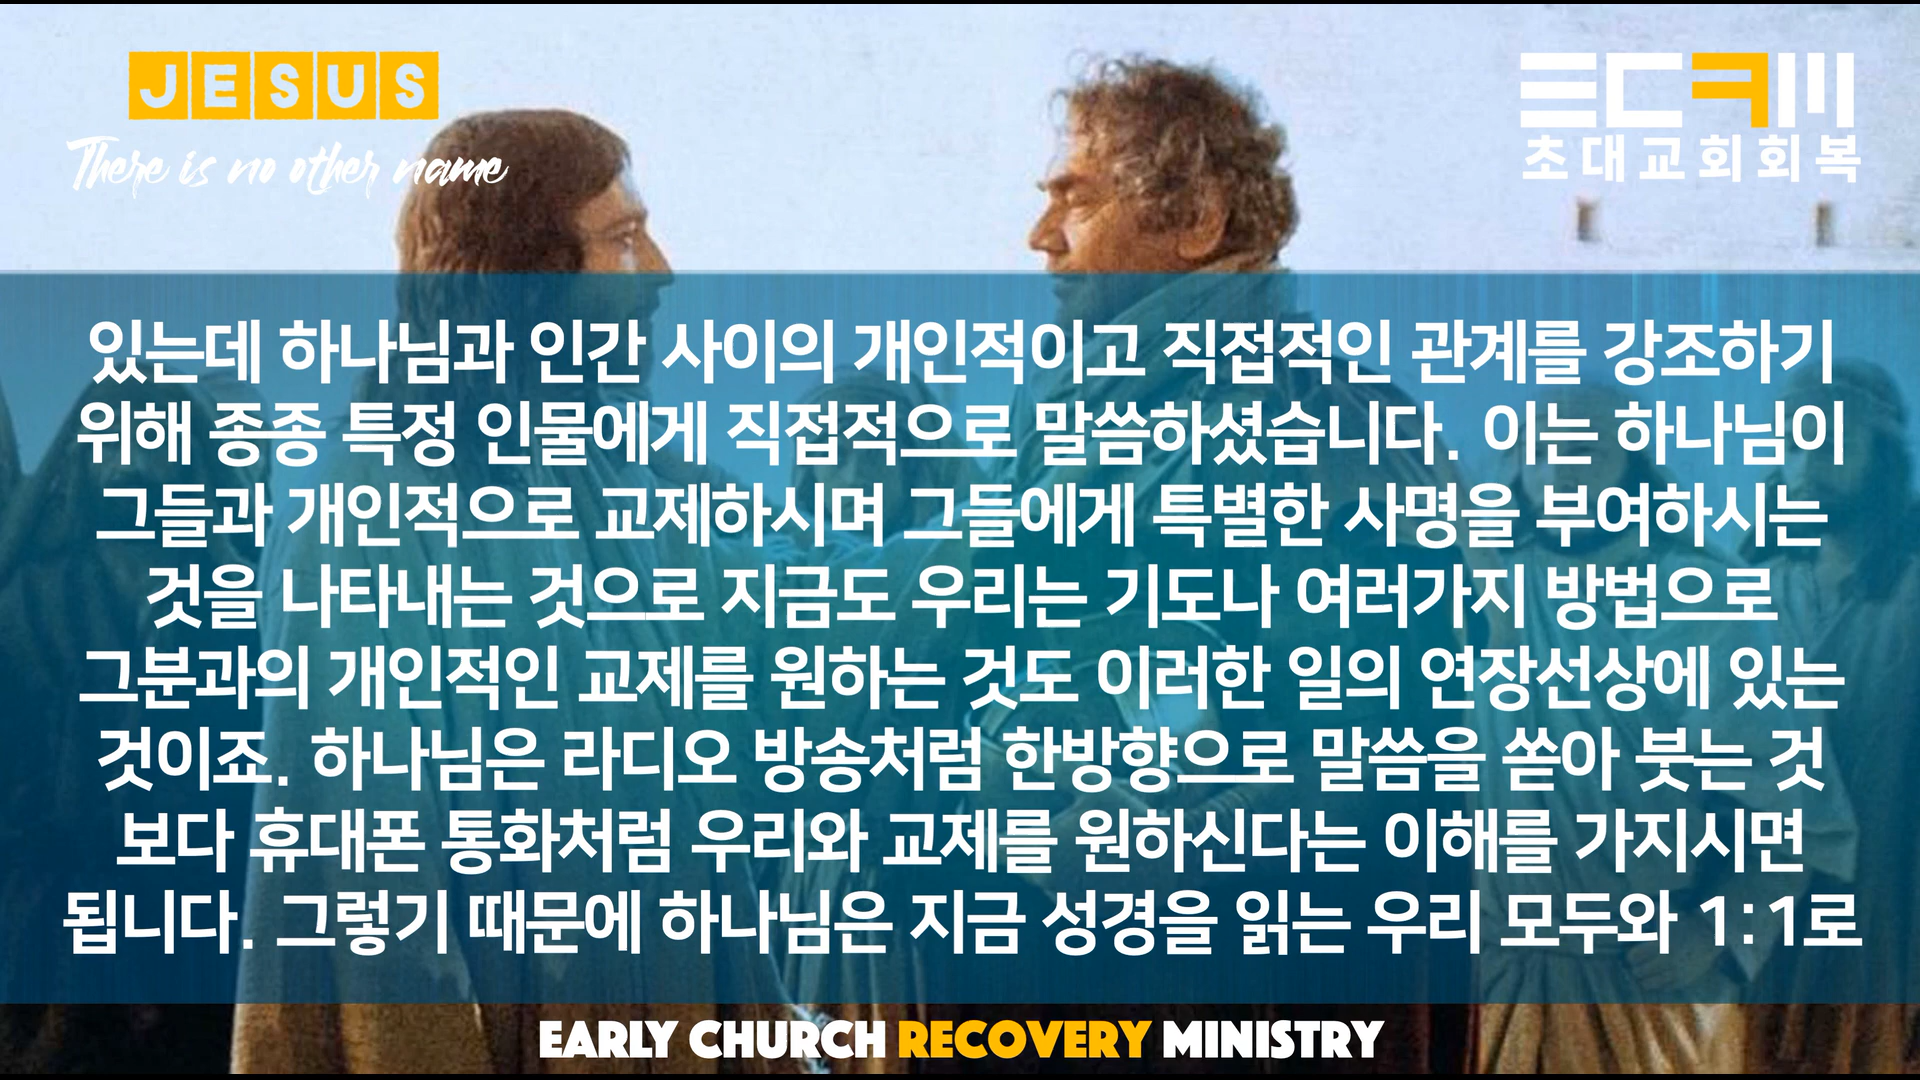 JESUS
There is no other name
ECKM
초대교회회복
있는데 하나님과 인간 사이의 개인적이고 직접적인 관계를 강조하기
위해 종종 특정 인물에게 직접적으로 말씀하셨습니다. 이는 하나님이
그들과 개인적으로 교제하시며 그들에게 특별한 사명을 부여하시는
것을 나타내는 것으로 지금도 우리는 기도나 여러가지 방법으로
그분과의 개인적인 교제를 원하는 것도 이러한 일의 연장선상에 있는
것이죠. 하나님은 라디오 방송처럼 한방향으로 말씀을 쏟아 붓는 것
보다 휴대폰 통화처럼 우리와 교제를 원하신다는 이해를 가지시면
됩니다. 그렇기 때문에 하나님은 지금 성경을 읽는 우리 모두와 1:1로
EARLY CHURCH RECOVERY MINISTRY